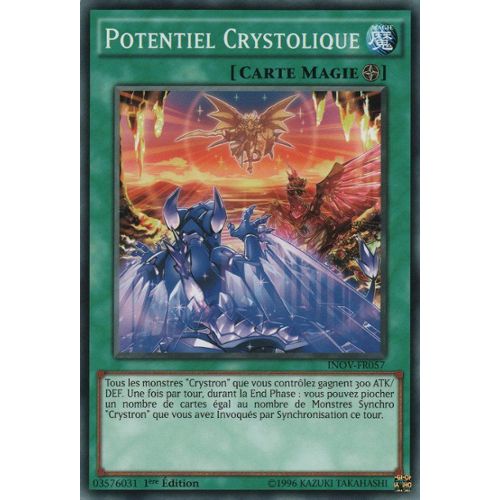 POTENTIEL CRYSTOLIQUE
MAGIE
魔
[CARTE MAGIE]
INOV-FR057
Tous les monstres "Crystron" que vous contrôlez gagnent 300 ATK/
DEF. Une fois par tour, durant la End Phase : vous pouvez piocher
un nombre de cartes égal au nombre de Monstres Synchro
"Crystron" que vous avez Invoqués par Synchronisation ce tour.
03576031 1ère Édition
©1996 KAZUKI TAKAHASHI